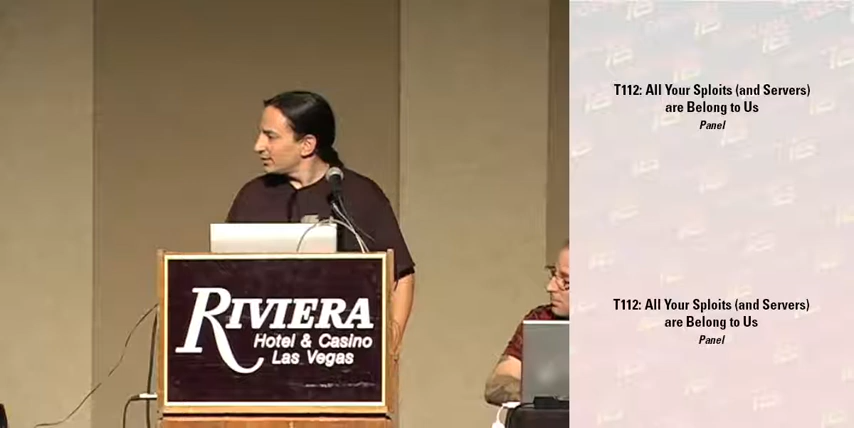 RIVIERA
Hotel & Casino
Las Vegas
T112: All Your Sploits (and Servers)
are Belong to Us
Panel
T112: All Your Sploits (and Servers)
are Belong to Us
Panel